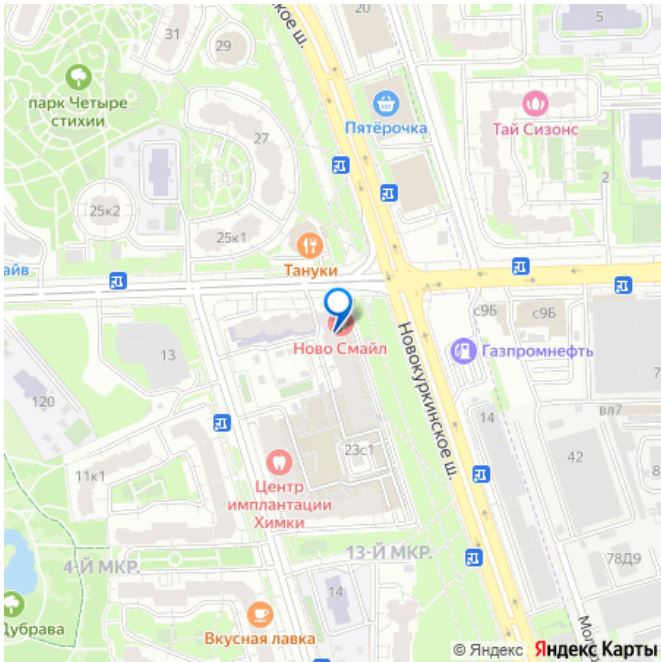 31
29
20
5
Новокуркинское ш.
парк Четыре
стихии
Пятёрочка
Тай Сизонс
27
2
25к2
25к1
Тануки
айв
с9Б
с9Б
Ново Смайл
Газпромнефть
13
7
120
Новокуркинское ш.
вл7
14
23с1
42
11к1
Центр
имплантации
Химки
13-Й МКР.
4-Й МКР.
78Д9
14
Дубрава
Вкусная лавка
© Яндекс Яндекс Карты